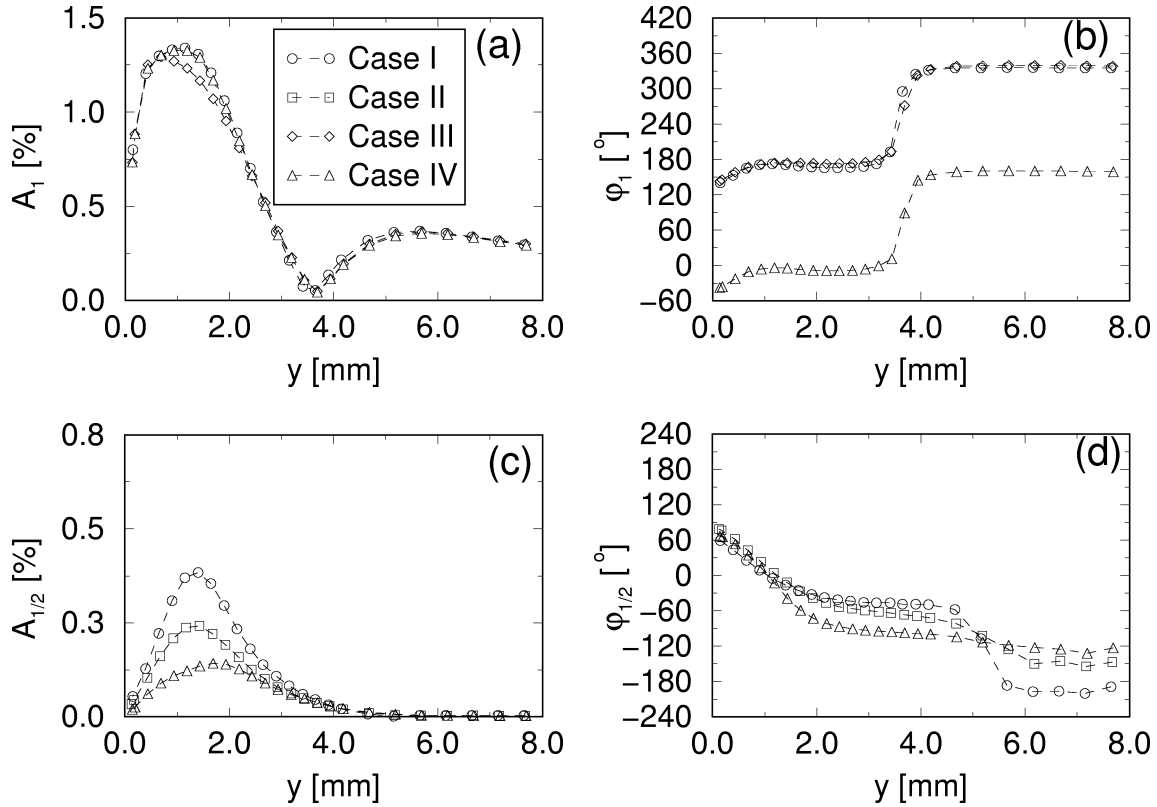 1.5
1.0
0.5
0.0
A1 [%]
(a)
Case I
Case II
Case III
Case IV
0.0 2.0 4.0 6.0 8.0
y [mm]
420
360
300
240
180
120
60
0
−60
φ1 [°]
(b)
0.0 2.0 4.0 6.0 8.0
y [mm]
0.8
0.5
0.3
0.0
A1/2 [%]
(c)
0.0 2.0 4.0 6.0 8.0
y [mm]
240
180
120
60
0
−60
−120
−180
−240
φ1/2 [°]
(d)
0.0 2.0 4.0 6.0 8.0
y [mm]